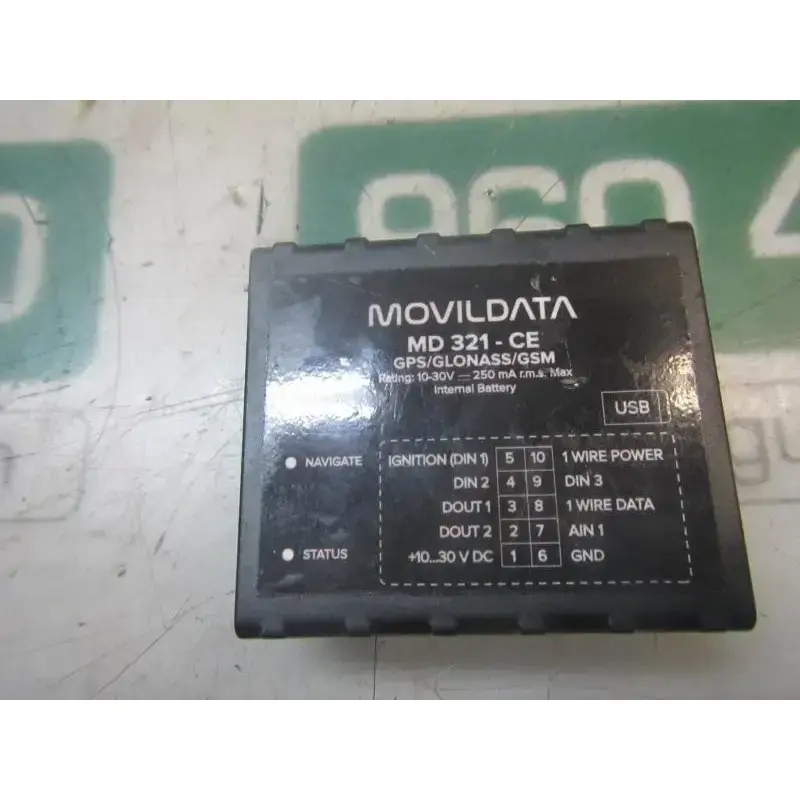 960 4
MOVILDATA
MD 321 - CE
GPS/GLONASS/GSM
Rating: 10-30V ⎓ 250 mA r.m.s. Max
Internal Battery
USB
NAVIGATE
IGNITION (DIN 1) 5 10 1 WIRE POWER
DIN 2 4 9 DIN 3
DOUT 1 3 8 1 WIRE DATA
DOUT 2 2 7 AIN 1
STATUS
+10...30 V DC 1 6 GND